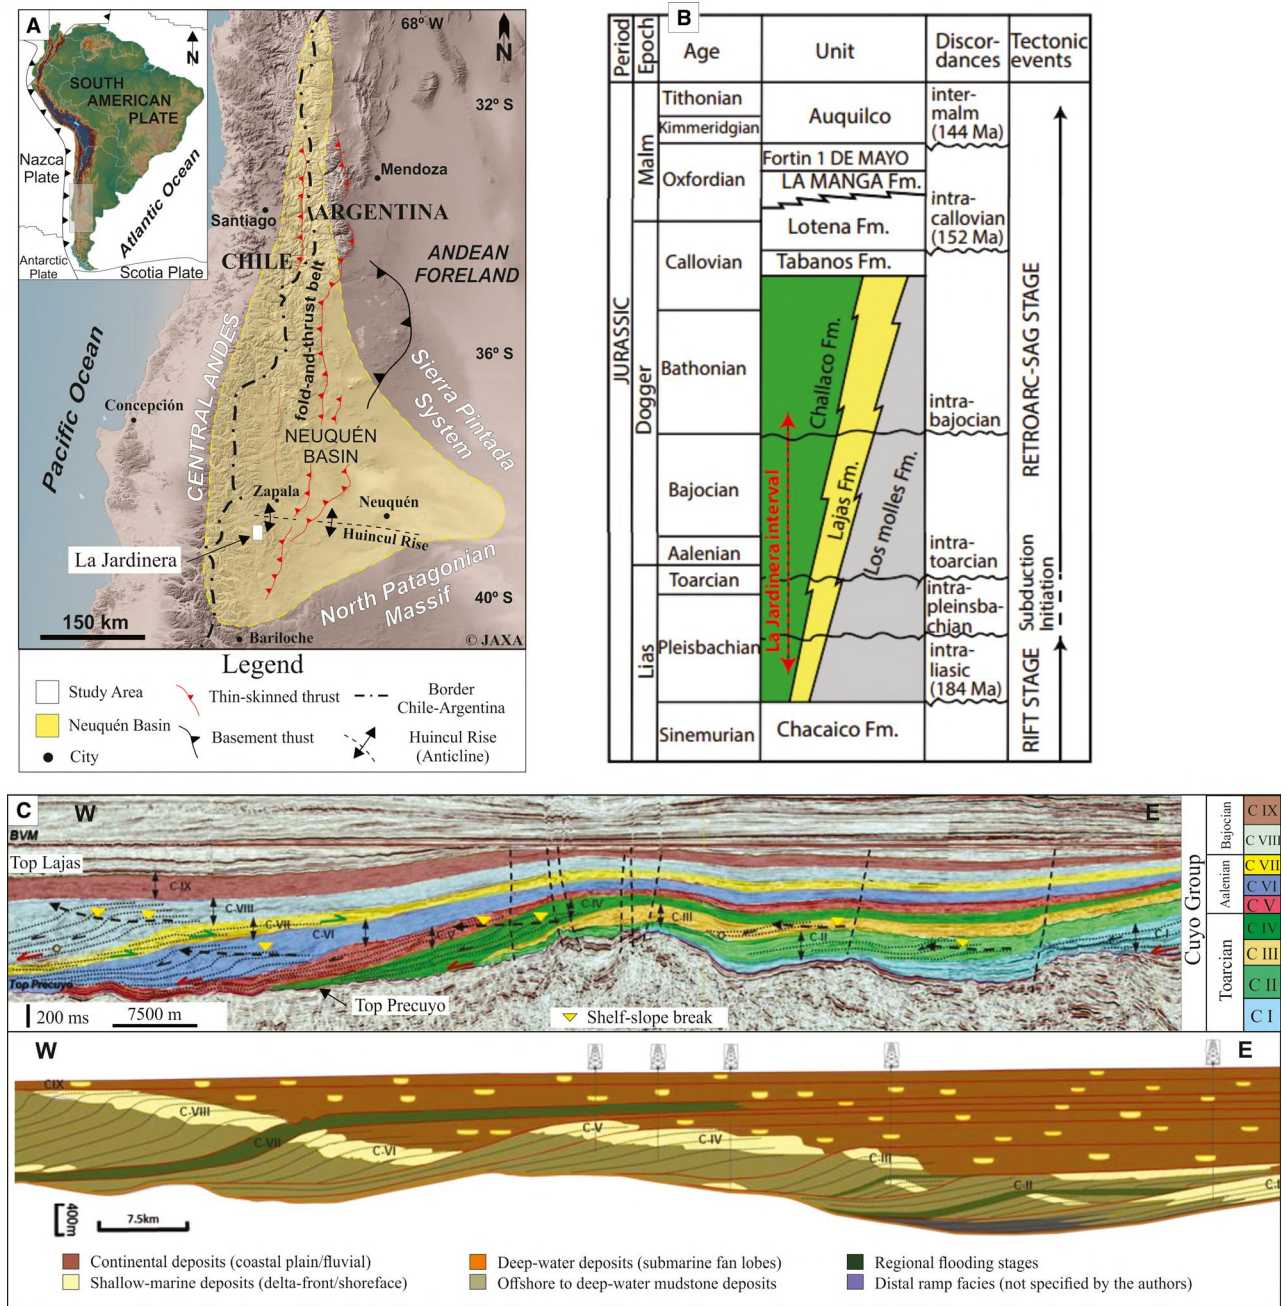 A
N
SOUTH
AMERICAN
PLATE
Nazca
Plate
Atlantic Ocean
Antarctic
Plate
Scotia Plate
68º W
N
32º S
Mendoza
Santiago
ARGENTINA
CHILE
ANDEAN
FORELAND
fold-and-thrust belt
CENTRAL ANDES
Pacific Ocean
36º S
Sierra Pintada
System
Concepción
NEUQUÉN
BASIN
Zapala
Neuquén
Huincul Rise
La Jardinera
North Patagonian
Massif
40º S
150 km
Bariloche
© JAXA
Legend
Study Area
Thin-skinned thrust
Border
Chile-Argentina
Neuquén Basin
Basement thust
Huincul Rise
(Anticline)
City
B
Period
Epoch
Age
Unit
Discor-
dances
Tectonic
events
JURASSIC
Malm
Dogger
Lias
Tithonian
Kimmeridgian
Oxfordian
Callovian
Bathonian
Bajocian
Aalenian
Toarcian
Pleisbachian
Sinemurian
Auquilco
Fortin 1 DE MAYO
LA MANGA Fm.
Lotena Fm.
Tabanos Fm.
Challaco Fm.
Lajas Fm.
Los molles Fm.
La Jardinera interval
Chacaico Fm.
inter-
malm
(144 Ma)
intra-
callovian
(152 Ma)
intra-
bajocian
intra-
toarcian
intra-
pleinsba-
chian
intra-
liasic
(184 Ma)
RETROARC-SAG STAGE
Subduction
Initiation
RIFT STAGE
C
W
E
BVM
Top Lajas
C-IX
C-VIII
C-VII
C-VI
C-V
C-IV
C-III
C-II
C-I
Top Precuyo
Top Precuyo
200 ms
7500 m
Shelf-slope break
Cuyo Group
Bajocian
Aalenian
Toarcian
C IX
C VIII
C VII
C VI
C V
C IV
C III
C II
C I
W
E
CIX
C-VIII
C-VII
C-VI
C-V
C-IV
C-III
C-II
400m
7.5km
Continental deposits (coastal plain/fluvial)
Shallow-marine deposits (delta-front/shoreface)
Deep-water deposits (submarine fan lobes)
Offshore to deep-water mudstone deposits
Regional flooding stages
Distal ramp facies (not specified by the authors)